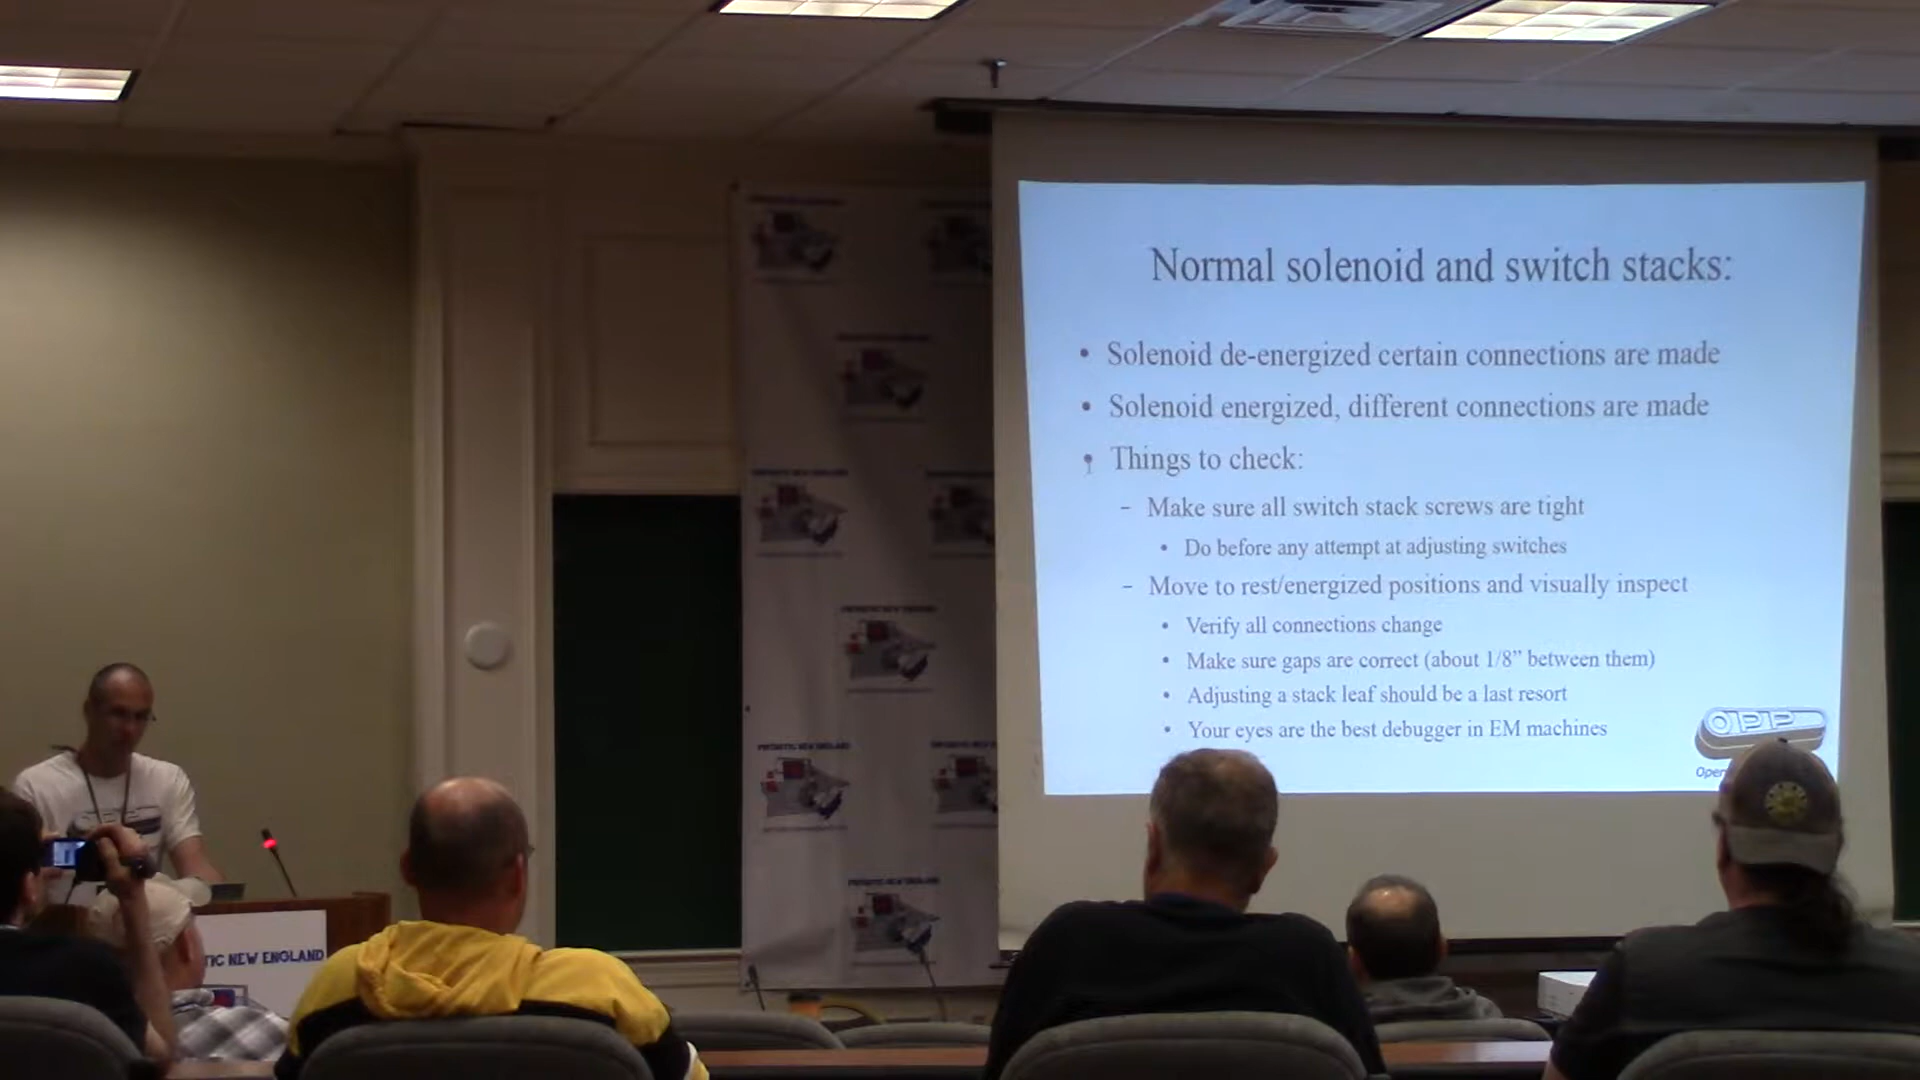 Normal solenoid and switch stacks:
• Solenoid de-energized certain connections are made
• Solenoid energized, different connections are made
• Things to check:
– Make sure all switch stack screws are tight
• Do before any attempt at adjusting switches
– Move to rest/energized positions and visually inspect
• Verify all connections change
• Make sure gaps are correct (about 1/8” between them)
• Adjusting a stack leaf should be a last resort
• Your eyes are the best debugger in EM machines
OPP
Open
TIC NEW ENGLAND